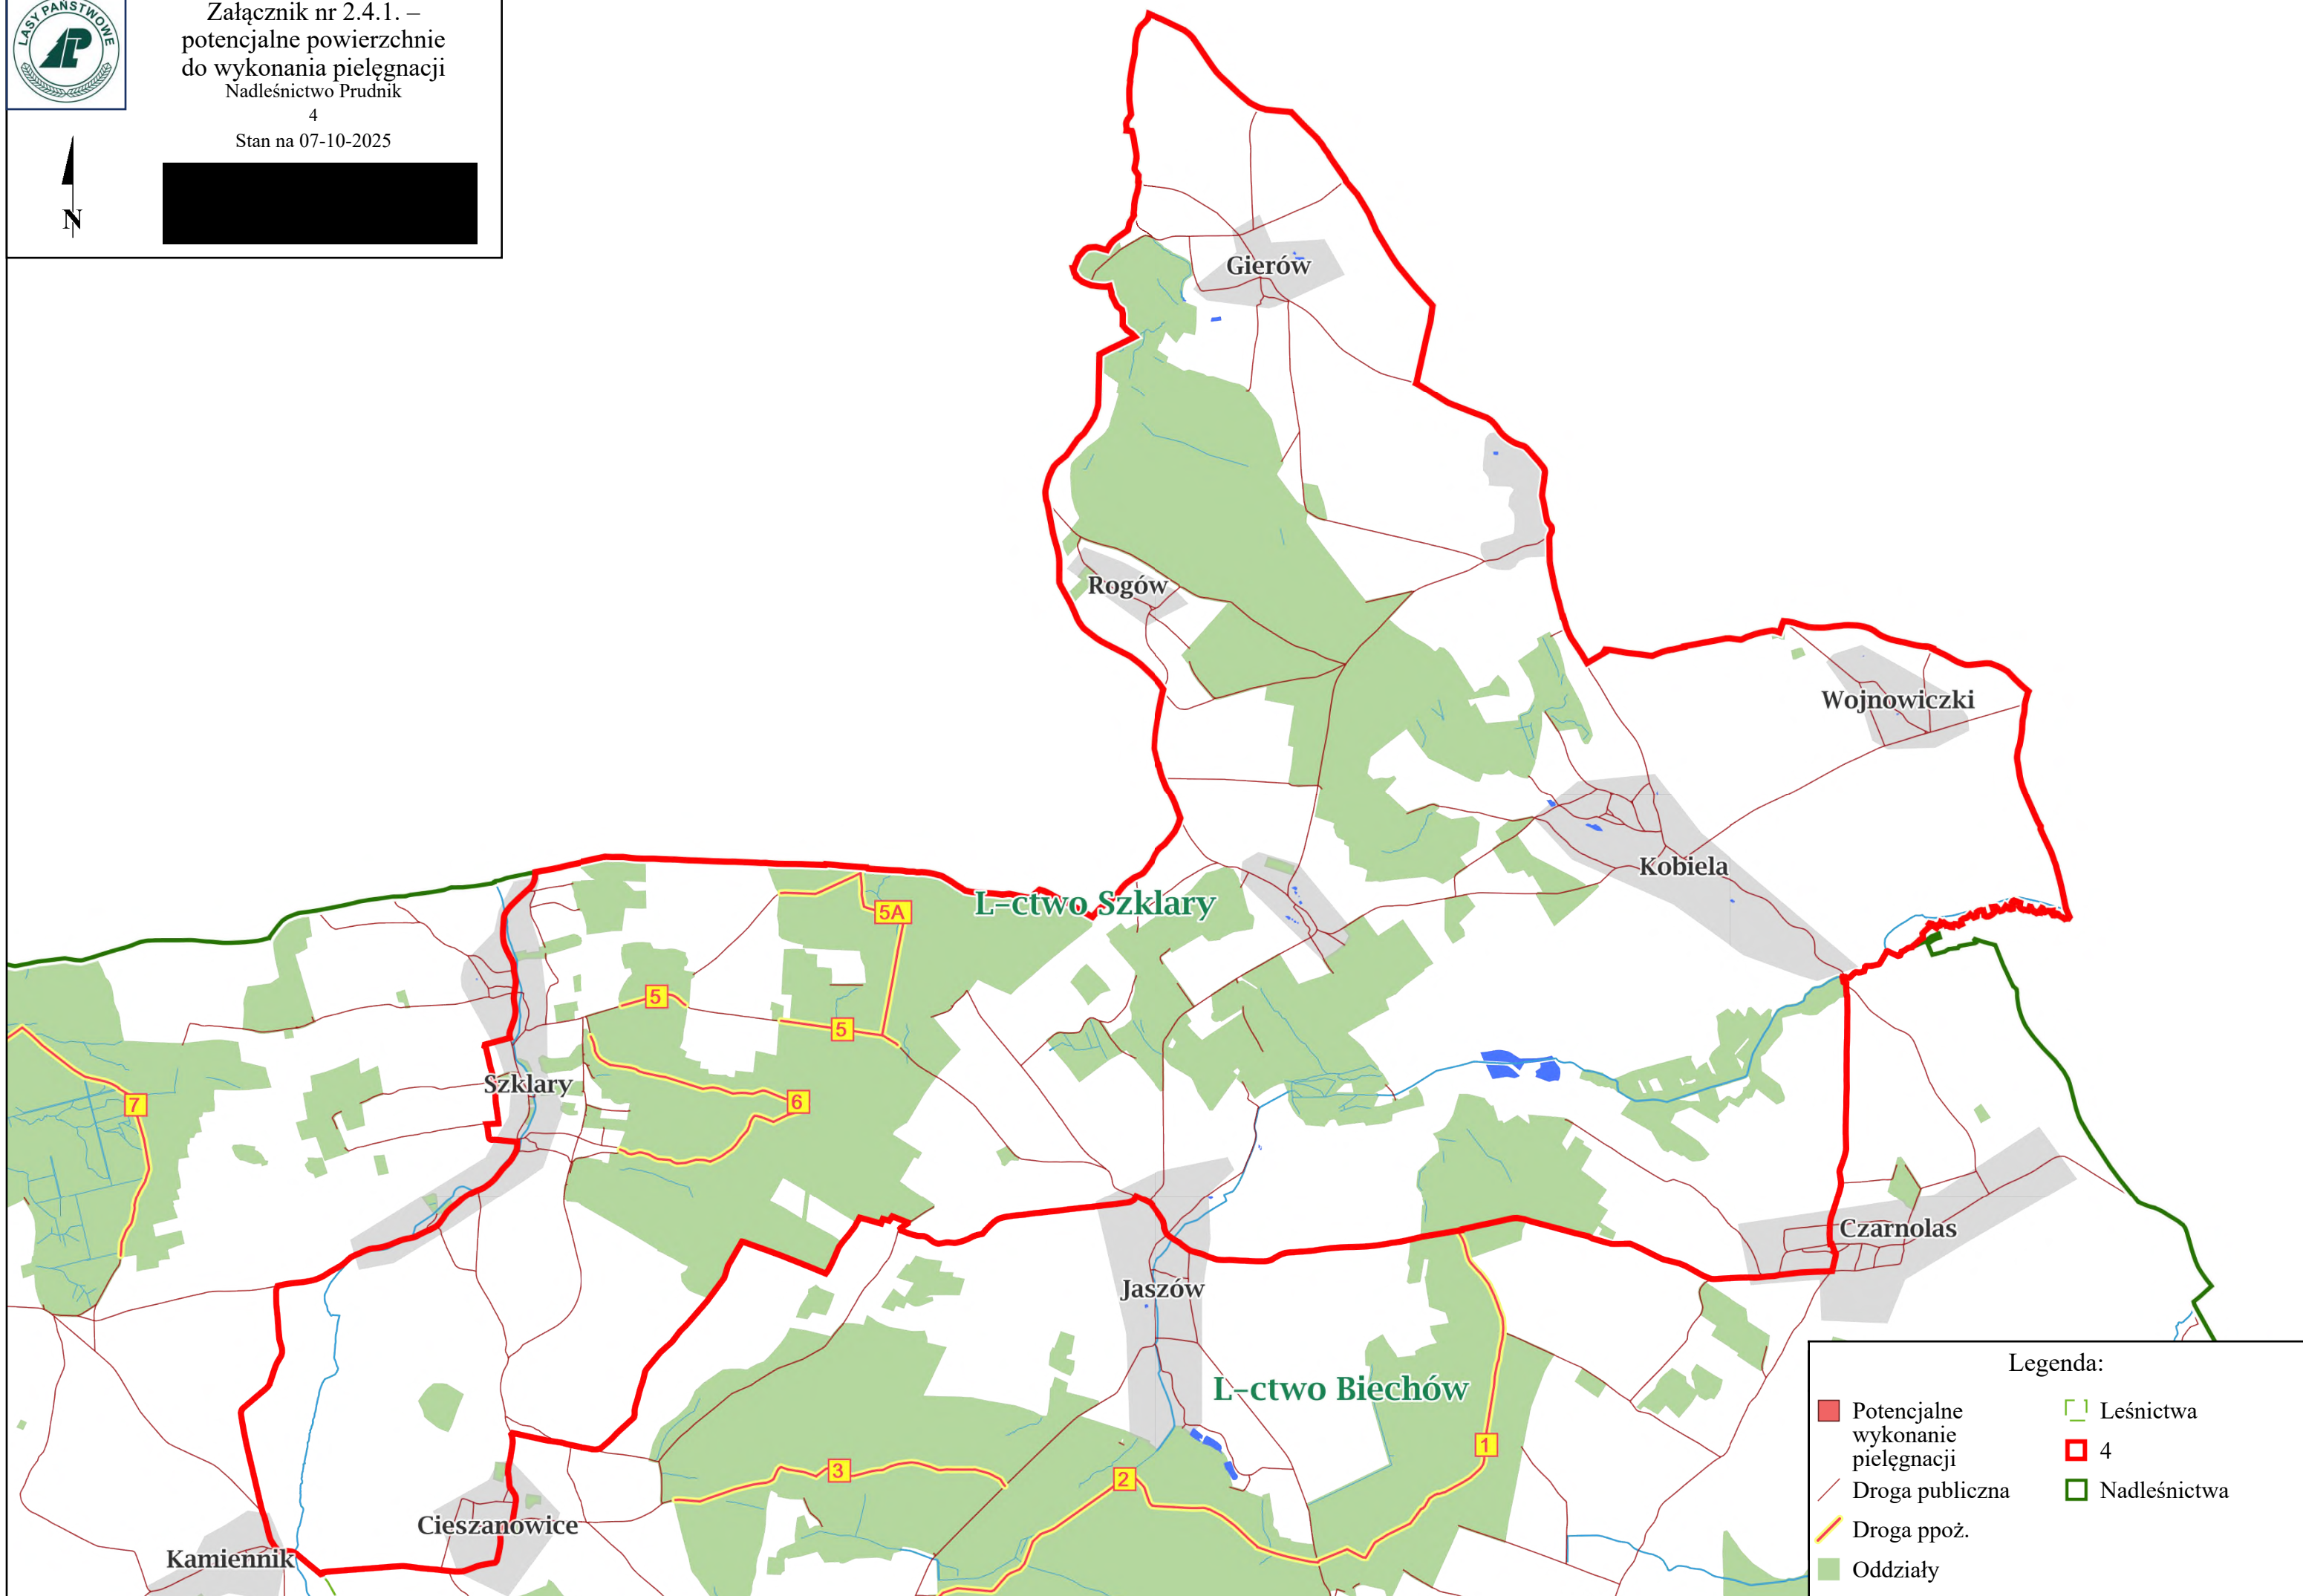 LASY PAŃSTWOWE
Załącznik nr 2.4.1. –
potencjalne powierzchnie
do wykonania pielęgnacji
Nadleśnictwo Prudnik
4
Stan na 07-10-2025
N
Gierów
Rogów
Wojnowiczki
Kobiela
L-ctwo Szklary
5A
5
5
Szklary
6
7
Czarnolas
Jaszów
L-ctwo Biechów
1
3
2
Cieszanowice
Kamiennik
Legenda:
Potencjalne
wykonanie
pielęgnacji
Droga publiczna
Droga ppoż.
Oddziały
Leśnictwa
4
Nadleśnictwa